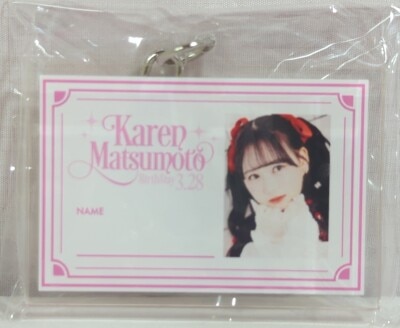 Karen
Matsumoto
Birthday 3.28
NAME